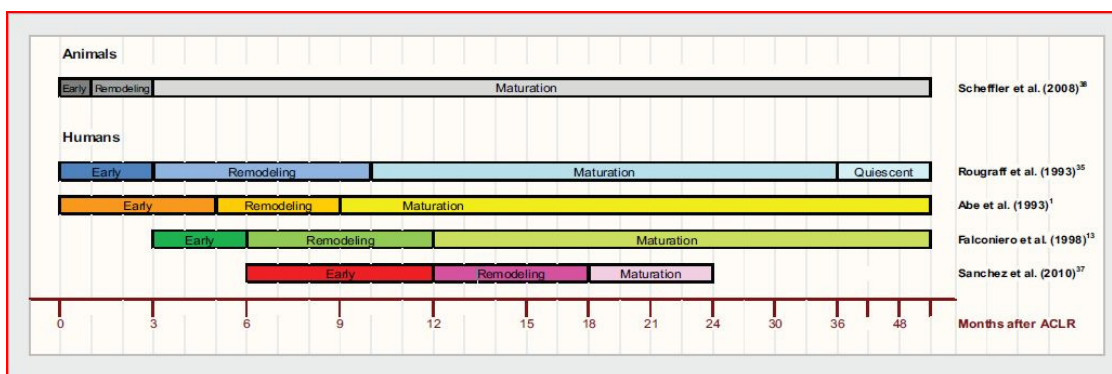 Animals
Early Remodeling Maturation Scheffler et al. (2008)³⁸
Humans
Early Remodeling Maturation Quiescent Rougraff et al. (1993)³⁵
Early Remodeling Maturation Abe et al. (1993)¹
Early Remodeling Maturation Falconiero et al. (1998)¹³
Early Remodeling Maturation Sanchez et al. (2010)³⁷
0 3 6 9 12 15 18 21 24 30 36 48 Months after ACLR